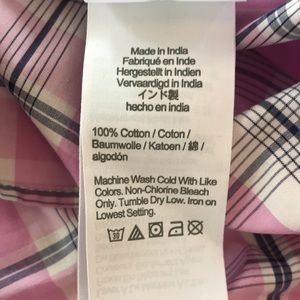 Made in India
Fabriqué en Inde
Hergestellt in Indien
Vervaardigd in India
インド製
hecho en india
100% Cotton / Coton /
Baumwolle / Katoen / 綿 /
algodón
Machine Wash Cold With Like
Colors. Non-Chlorine Bleach
Only. Tumble Dry Low. Iron on
Lowest Setting.
30